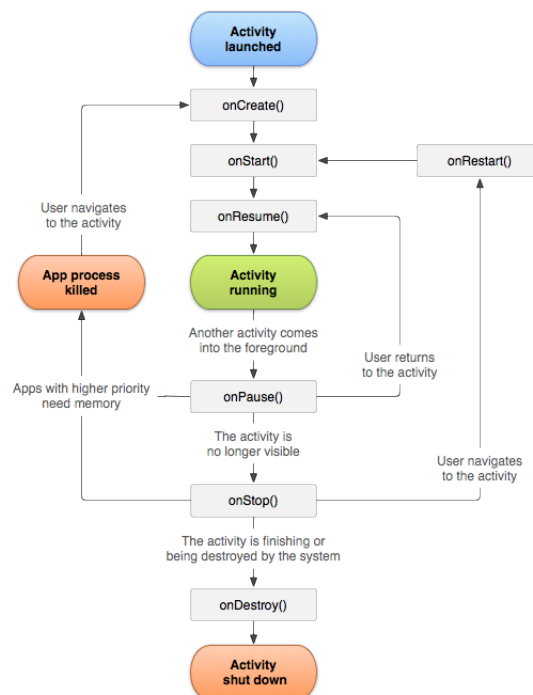 Activity
launched
onCreate()
onStart()
onRestart()
onResume()
User navigates
to the activity
App process
killed
Activity
running
Another activity comes
into the foreground
User returns
to the activity
Apps with higher priority
need memory
onPause()
The activity is
no longer visible
User navigates
to the activity
onStop()
The activity is finishing or
being destroyed by the system
onDestroy()
Activity
shut down